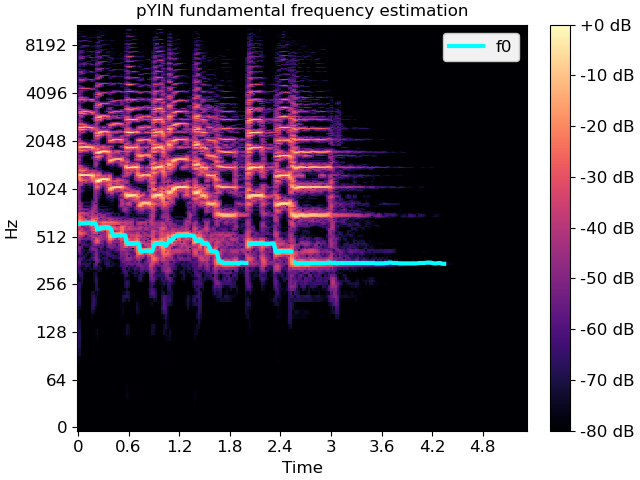 pYIN fundamental frequency estimation
f0
8192
4096
2048
1024
512
256
128
64
0
Hz
0 0.6 1.2 1.8 2.4 3 3.6 4.2 4.8
Time
+0 dB
-10 dB
-20 dB
-30 dB
-40 dB
-50 dB
-60 dB
-70 dB
-80 dB